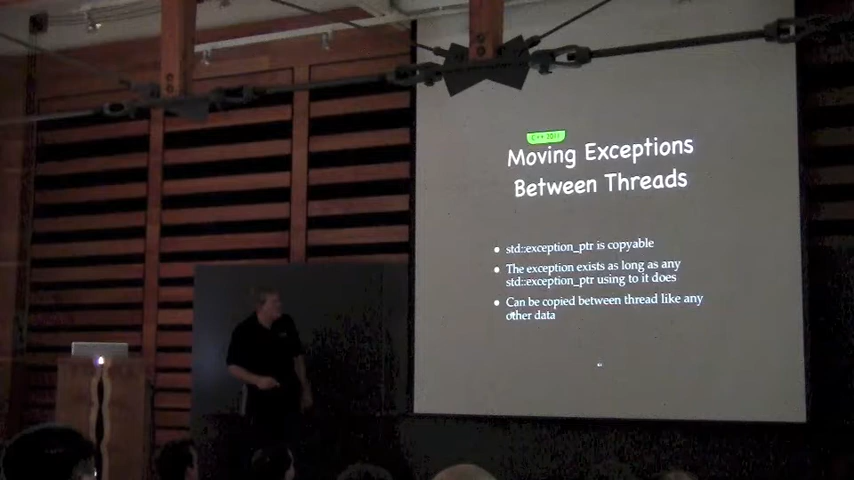 C++ 2011
Moving Exceptions
Between Threads
std::exception_ptr is copyable
The exception exists as long as any
std::exception_ptr using to it does
Can be copied between thread like any
other data